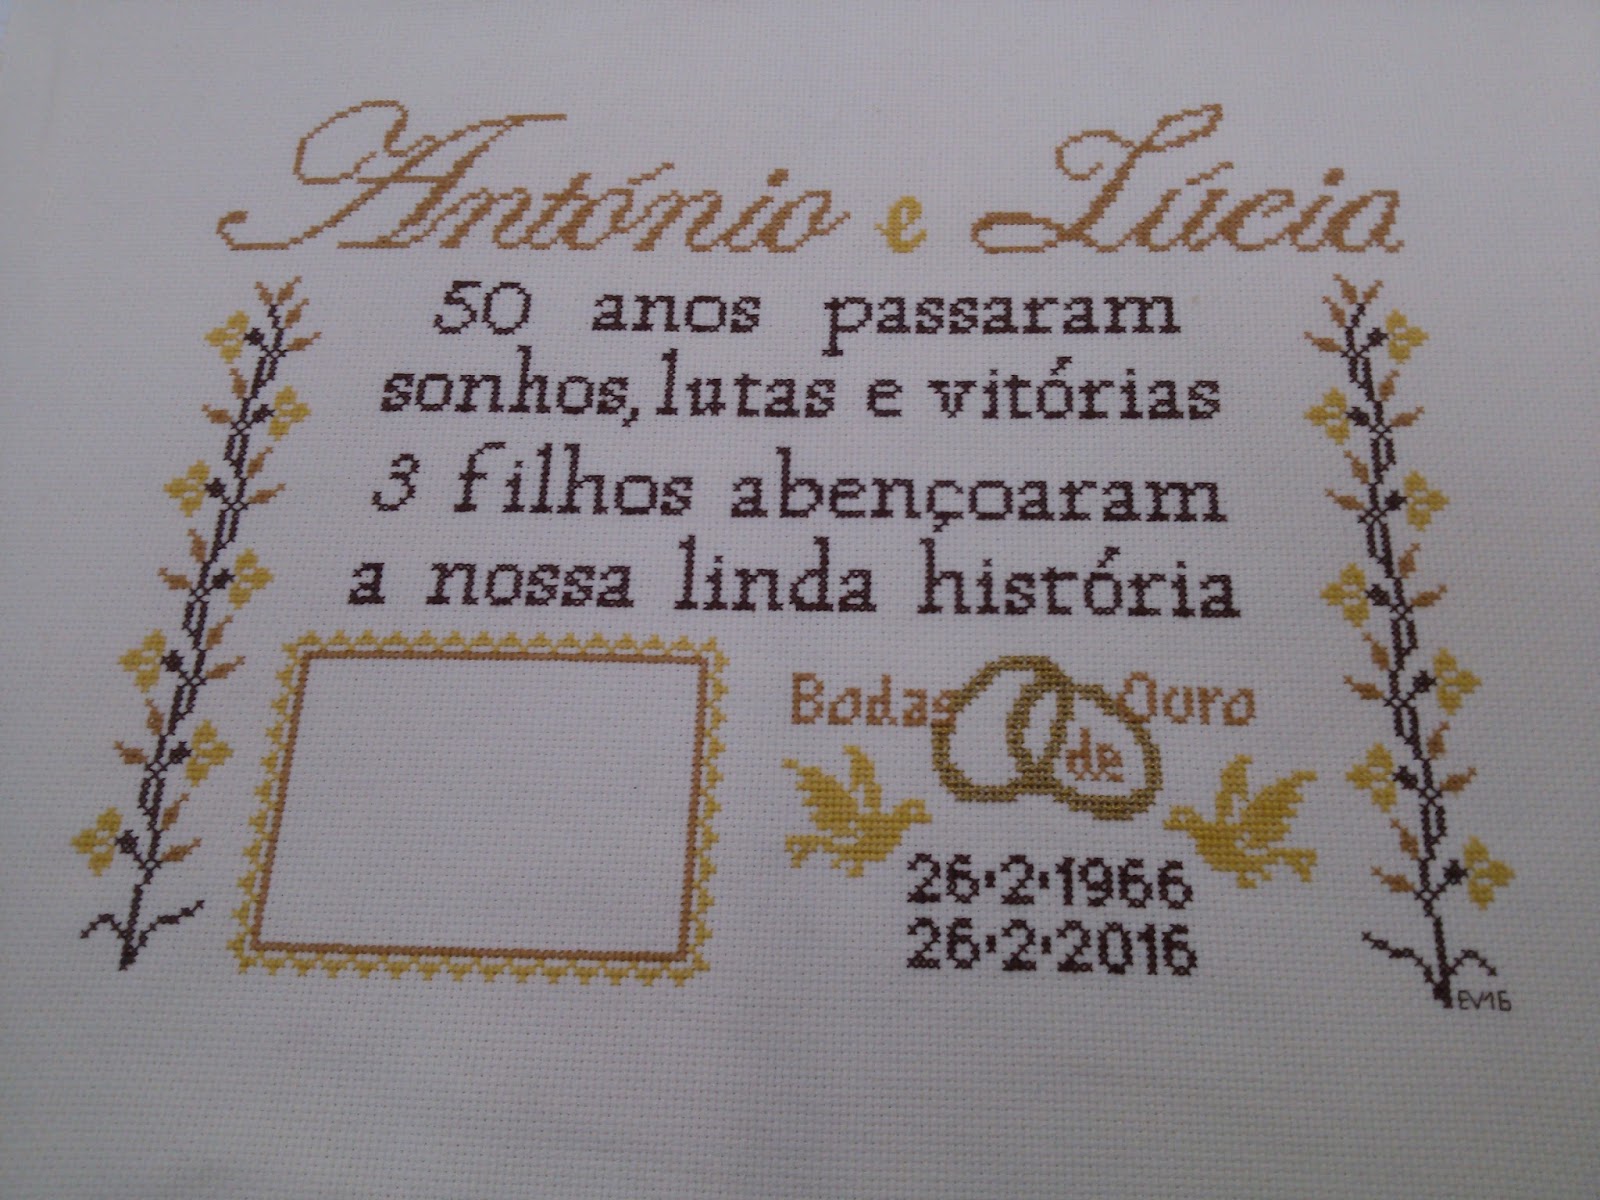 António e Lúcia
50 anos passaram
sonhos, lutas e vitórias
3 filhos abençoaram
a nossa linda história
Bodas de Ouro
26·2·1966
26·2·2016
EV16